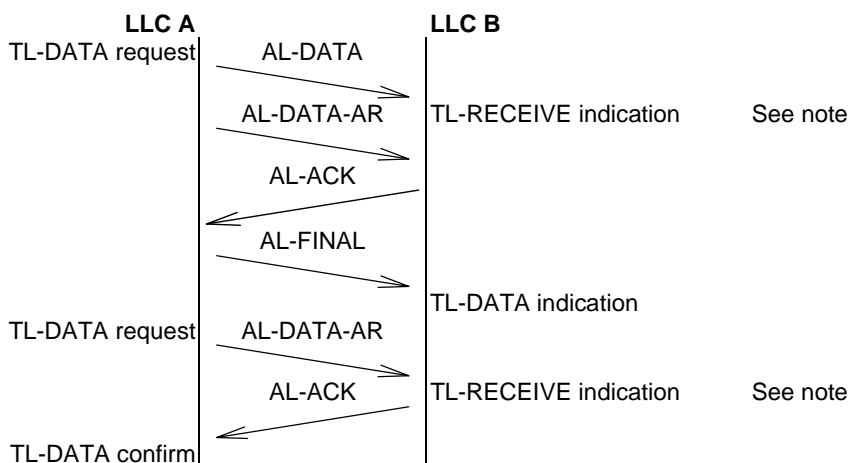 LLC A LLC B
TL-DATA request AL-DATA
AL-DATA-AR TL-RECEIVE indication See note
AL-ACK
AL-FINAL
TL-DATA indication
TL-DATA request AL-DATA-AR
AL-ACK TL-RECEIVE indication See note
TL-DATA confirm